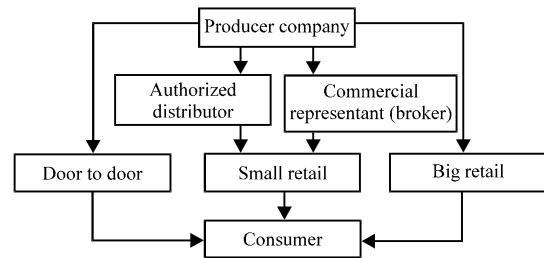 Producer company
Authorized
distributor
Commercial
representant (broker)
Door to door
Small retail
Big retail
Consumer